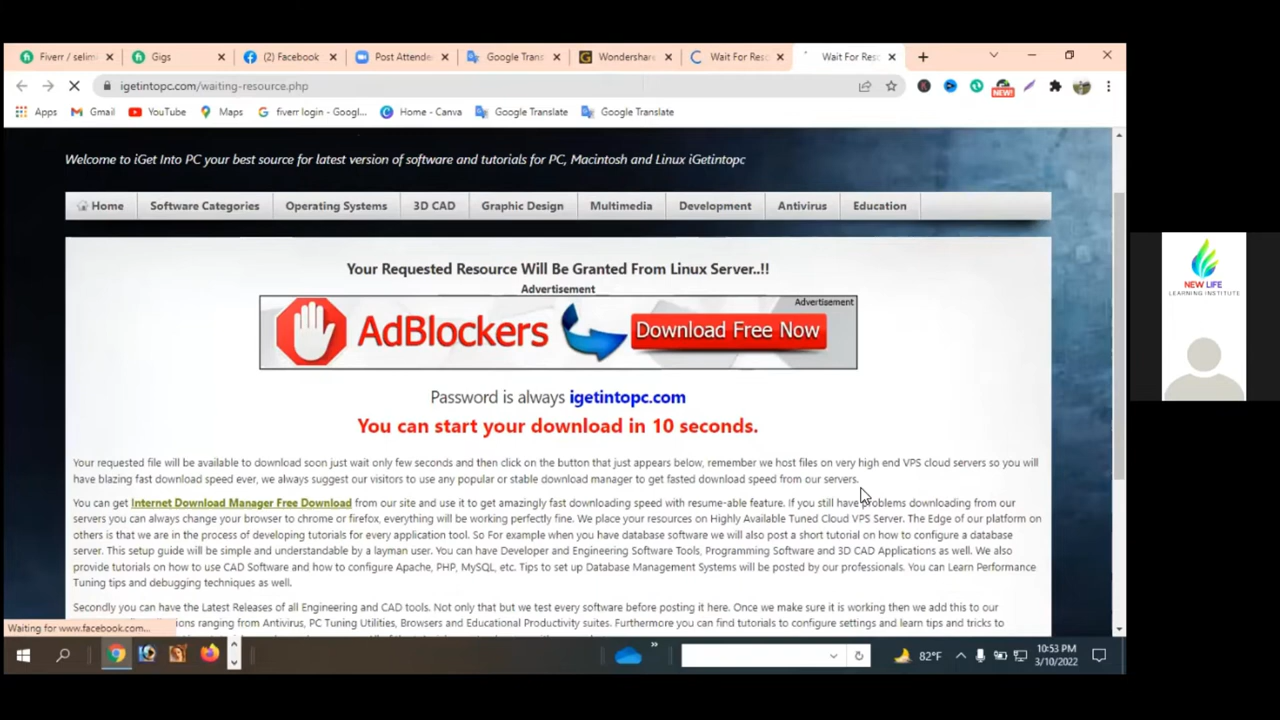 Fiverr / selim
Gigs
(2) Facebook
Post Attende
Google Trans
Wondershare
Wait For Reso
Wait For Reso
igetintopc.com/waiting-resource.php
NEW!
Apps
Gmail
YouTube
Maps
fiverr login - Googl...
Home - Canva
Google Translate
Google Translate
Welcome to iGet Into PC your best source for latest version of software and tutorials for PC, Macintosh and Linux iGetintopc
Home Software Categories Operating Systems 3D CAD Graphic Design Multimedia Development Antivirus Education
Your Requested Resource Will Be Granted From Linux Server..!!
Advertisement
Advertisement
AdBlockers Download Free Now
Password is always igetintopc.com
You can start your download in 10 seconds.
Your requested file will be available to download soon just wait only few seconds and then click on the button that just appears below, remember we host files on very high end VPS cloud servers so you will
have blazing fast download speed ever, we always suggest our visitors to use any popular or stable download manager to get fasted download speed from our servers.
You can get Internet Download Manager Free Download from our site and use it to get amazingly fast downloading speed with resume-able feature. If you still have problems downloading from our
servers you can always change your browser to chrome or firefox, everything will be working perfectly fine. We place your resources on Highly Available Tuned Cloud VPS Server. The Edge of our platform on
others is that we are in the process of developing tutorials for every application tool. So For example when you have database software we will also post a short tutorial on how to configure a database
server. This setup guide will be simple and understandable by a layman user. You can have Developer and Engineering Software Tools, Programming Software and 3D CAD Applications as well. We also
provide tutorials on how to use CAD Software and how to configure Apache, PHP, MySQL, etc. Tips to set up Database Management Systems will be posted by our professionals. You can Learn Performance
Tuning tips and debugging techniques as well.
Secondly you can have the Latest Releases of all Engineering and CAD tools. Not only that but we test every software before posting it here. Once we make sure it is working then we add this to our
ranging from Antivirus, PC Tuning Utilities, Browsers and Educational Productivity suites. Furthermore you can find tutorials to configure settings and learn tips and tricks to
Waiting for www.facebook.com...
82°F
10:53 PM
3/10/2022
NEW LIFE
LEARNING INSTITUTE